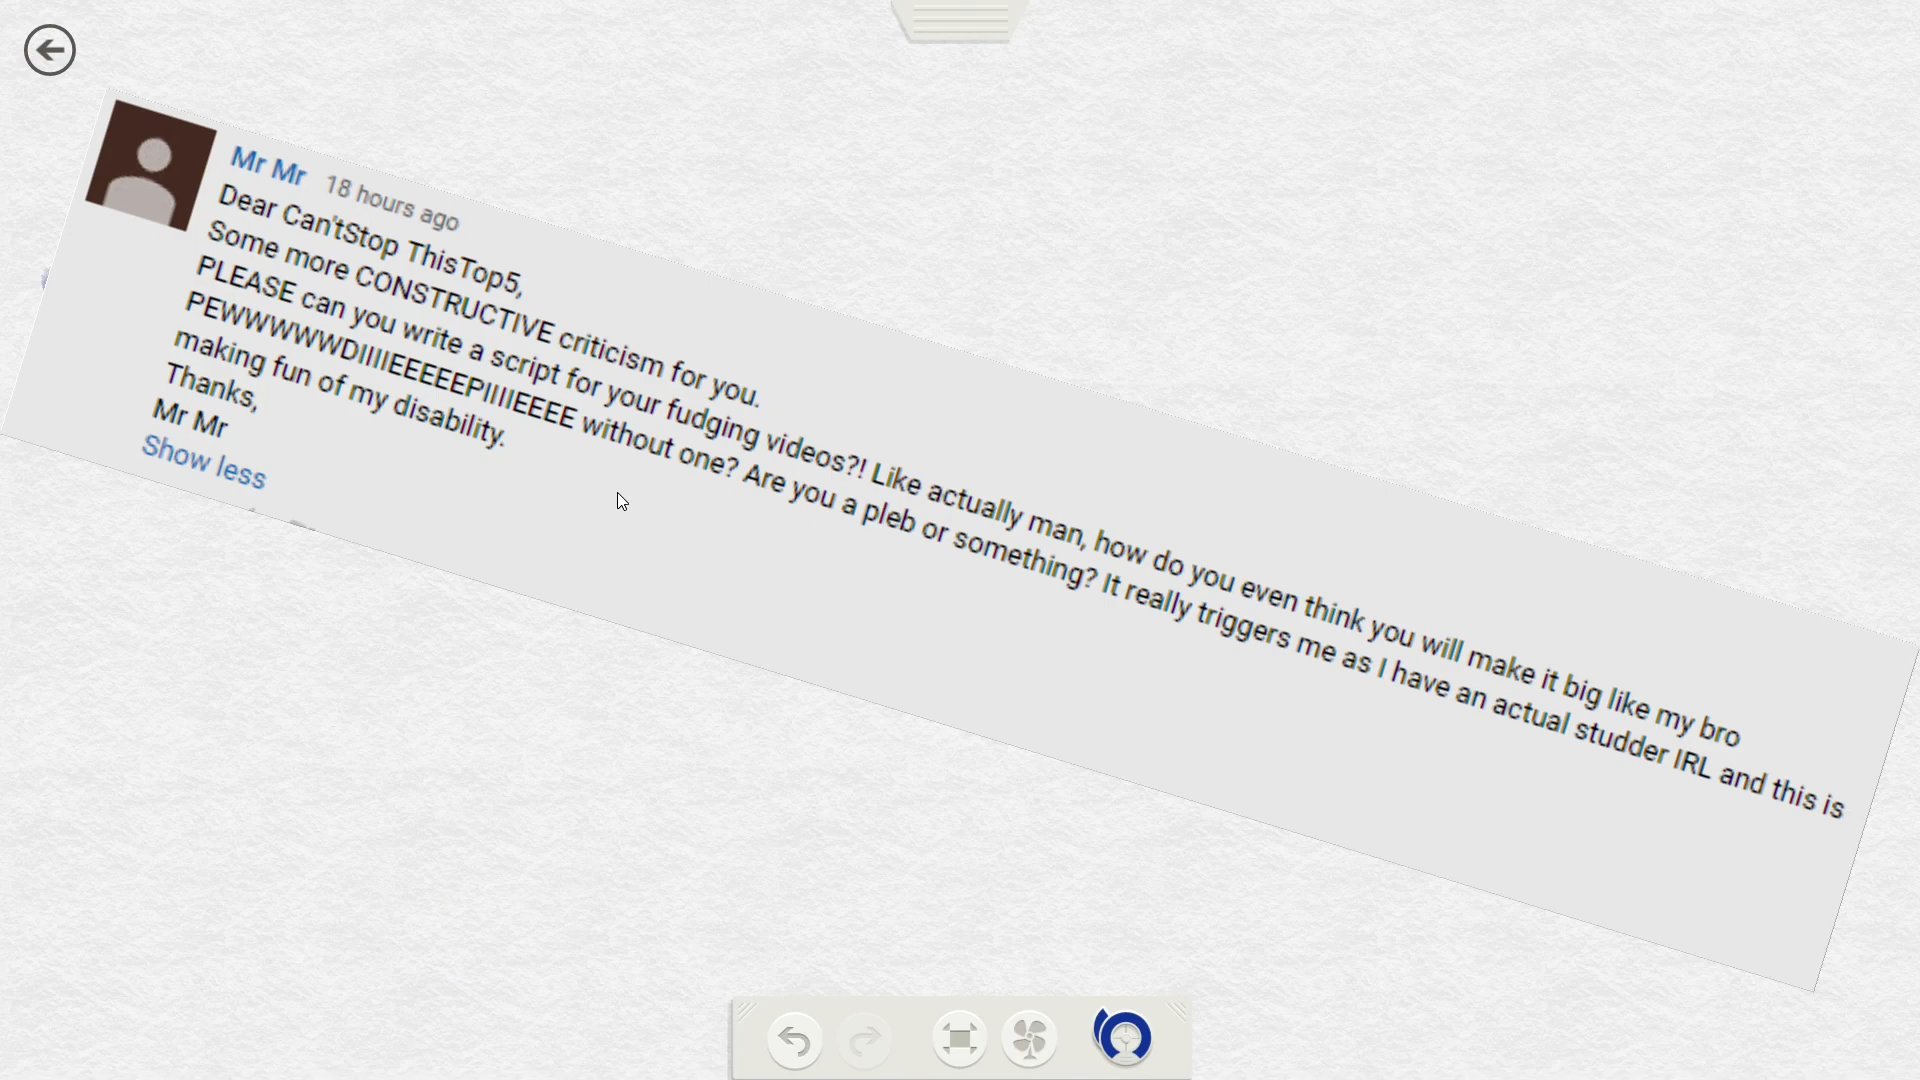 Mr Mr 18 hours ago
Dear Can'tStop ThisTop5,
Some more CONSTRUCTIVE criticism for you.
PLEASE can you write a script for your fudging videos?! Like actually man, how do you even think you will make it big like my bro
PEWWWWWDIIIIEEEEEPIIIIEEEE without one? Are you a pleb or something? It really triggers me as I have an actual studder IRL and this is
making fun of my disability.
Thanks,
Mr Mr
Show less